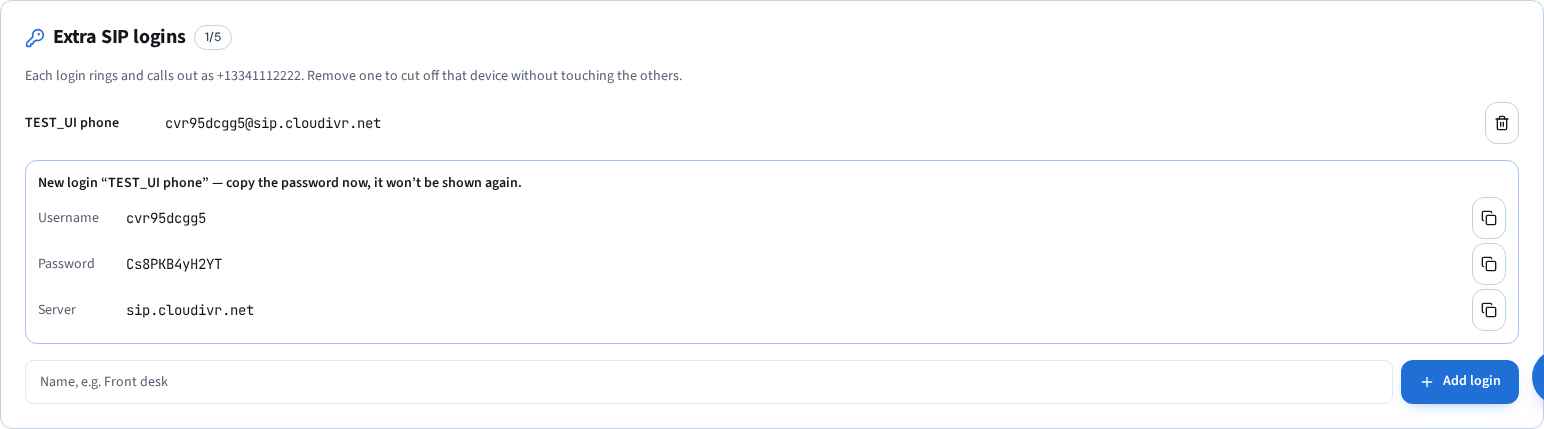 Extra SIP logins 1/5
Each login rings and calls out as +13341112222. Remove one to cut off that device without touching the others.
TEST_UI phone cvr95dcgg5@sip.cloudivr.net
New login “TEST_UI phone” — copy the password now, it won’t be shown again.
Username cvr95dcgg5
Password Cs8PKB4yH2YT
Server sip.cloudivr.net
Name, e.g. Front desk
Add login